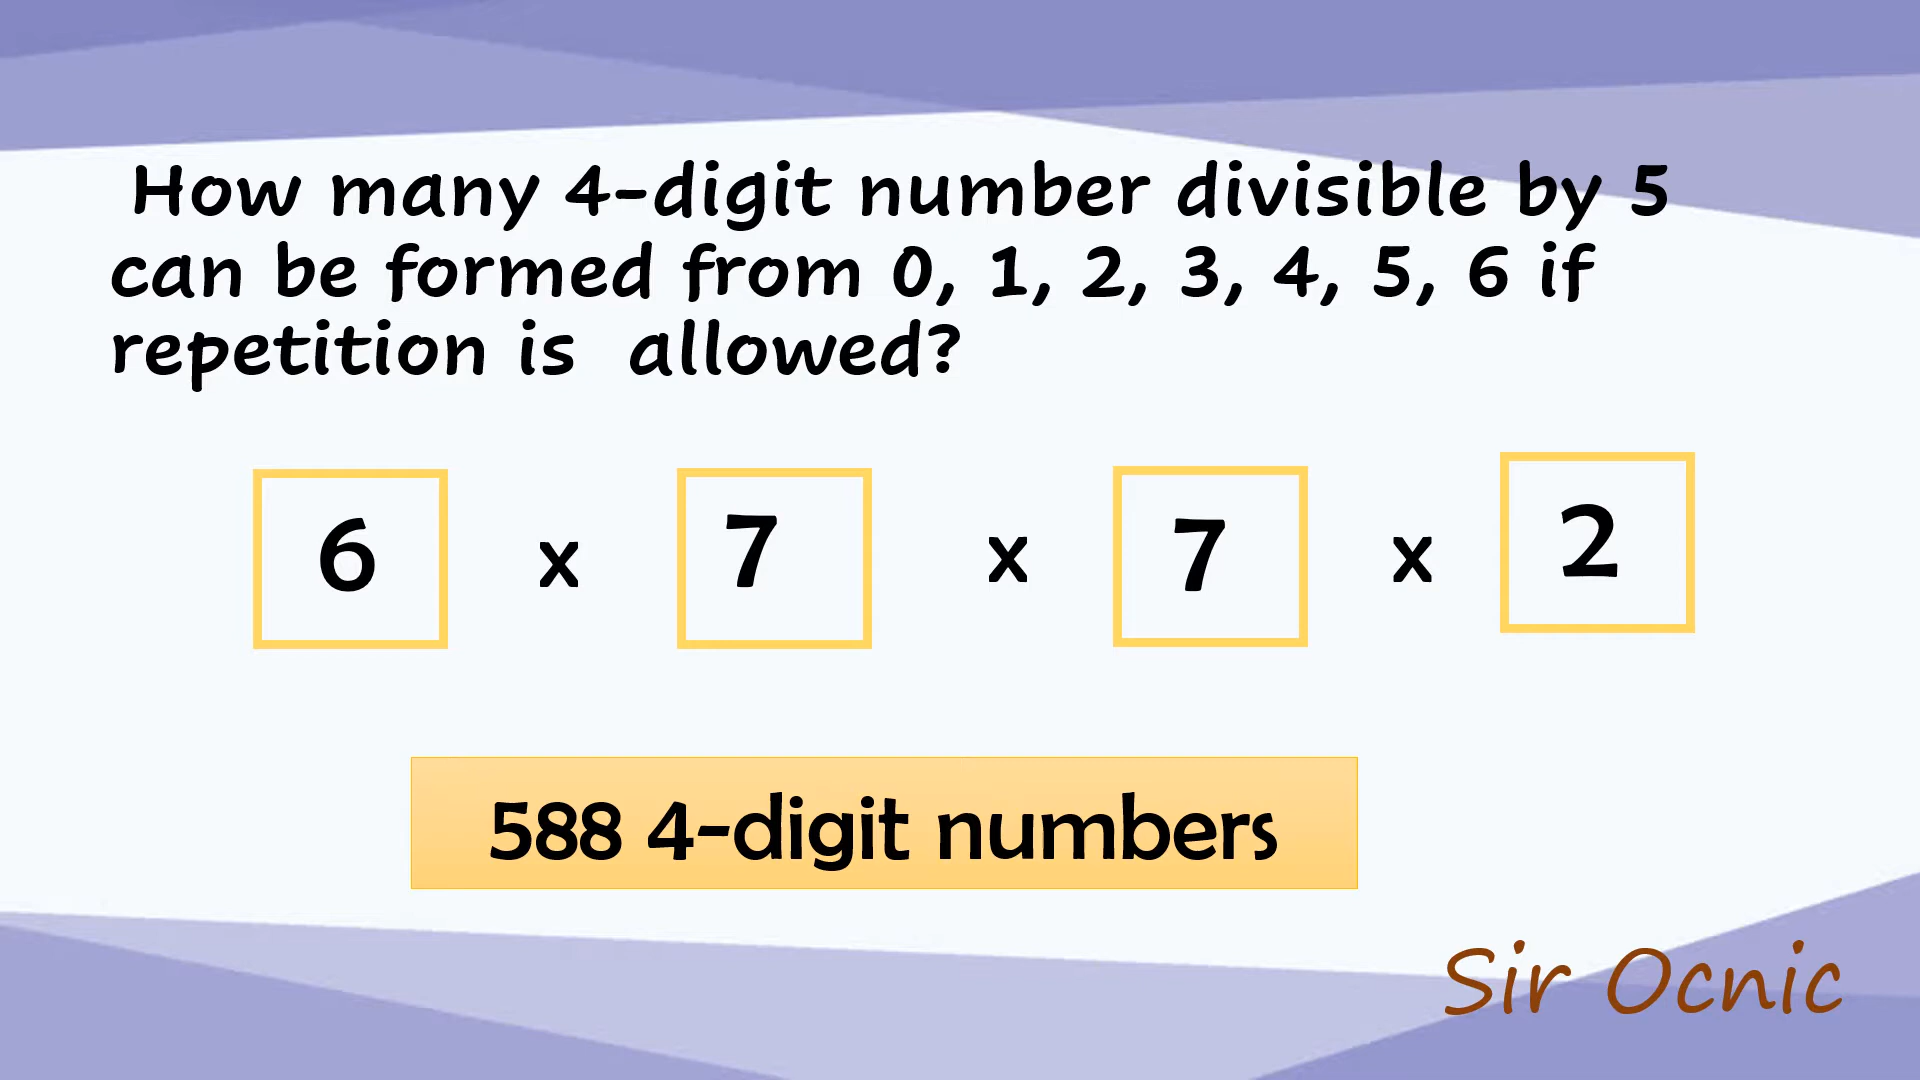 How many 4-digit number divisible by 5
can be formed from 0, 1, 2, 3, 4, 5, 6 if
repetition is allowed?
6 x 7 x 7 x 2
588 4-digit numbers
Sir Ocnic